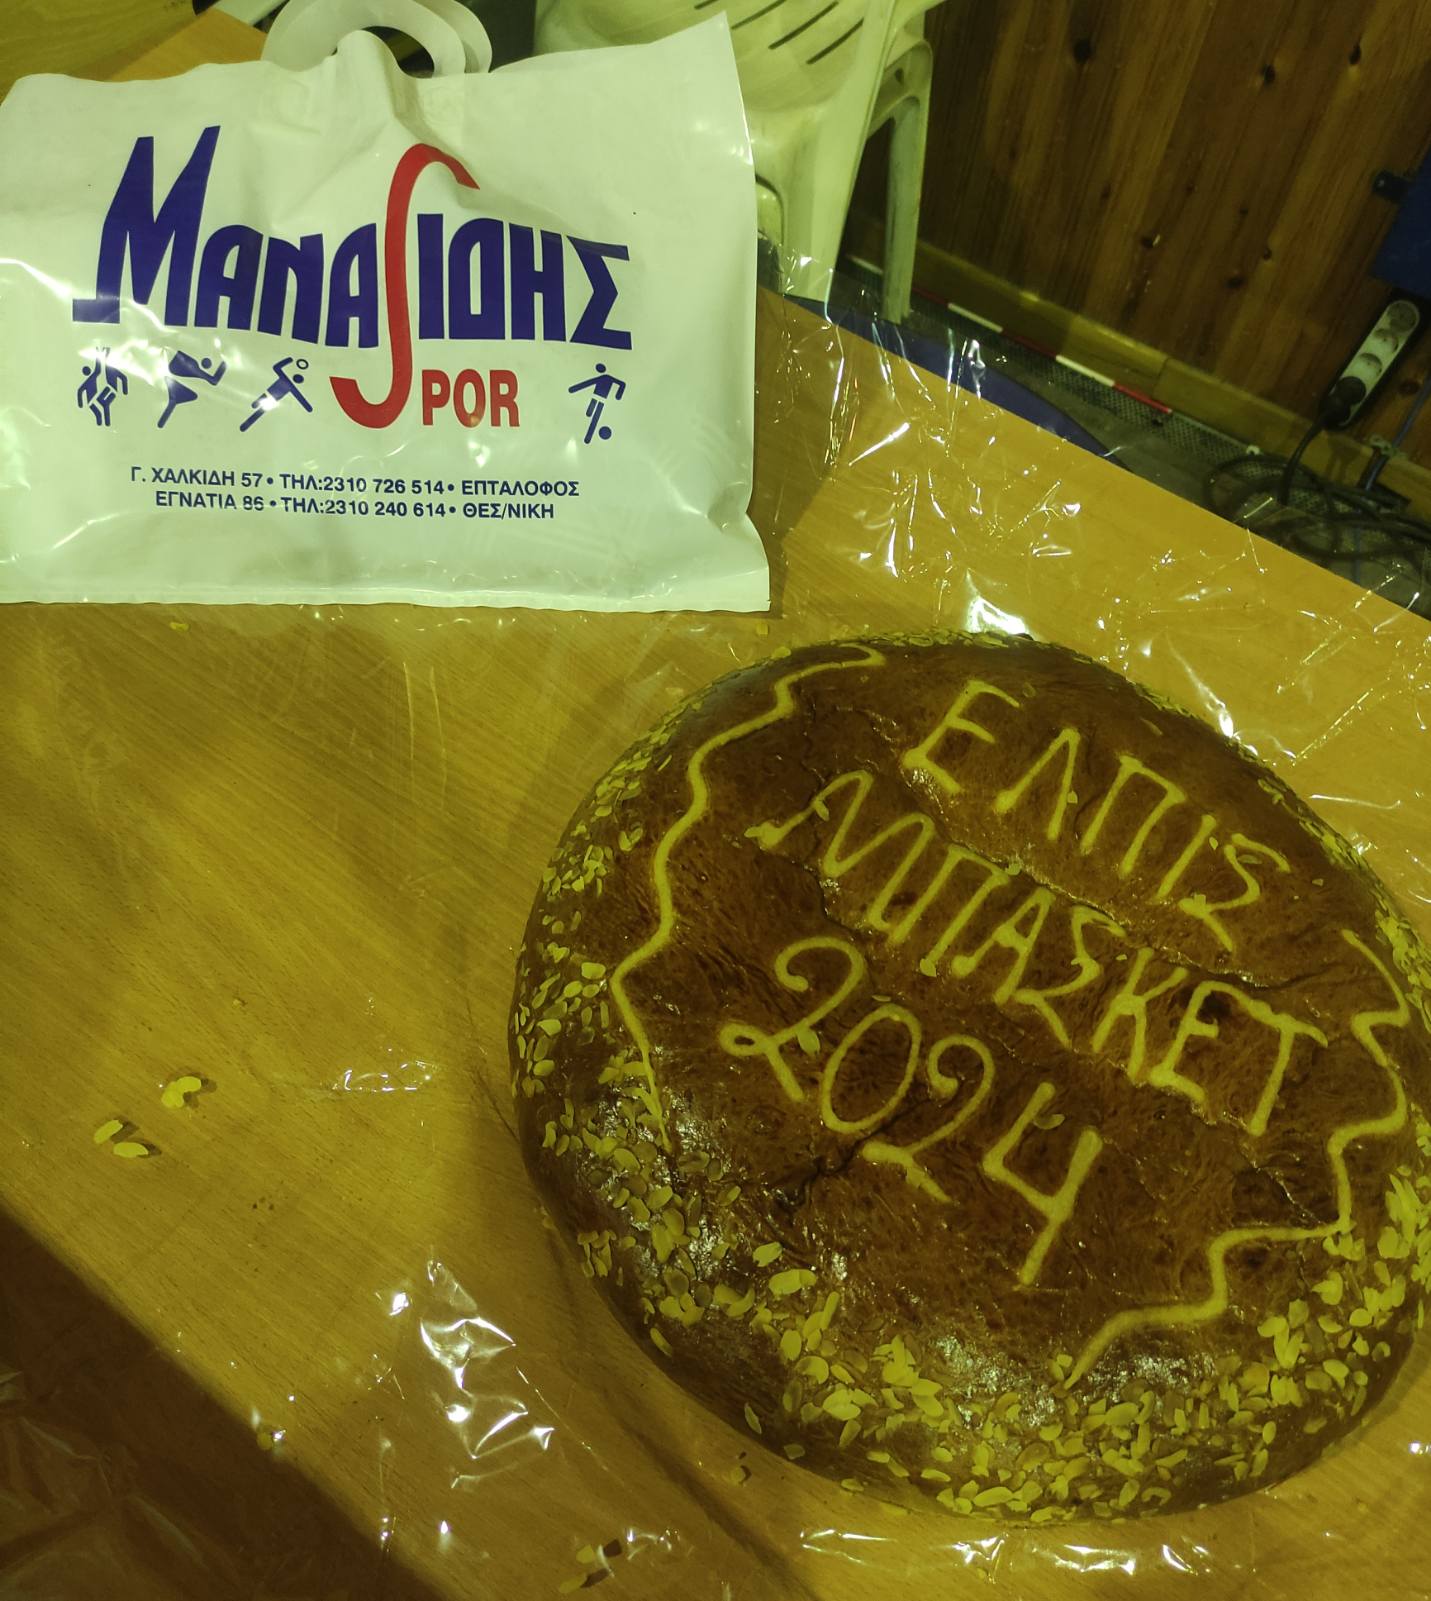 ΜΑΝΑSΙΔΗΣ
SPOR
Γ. ΧΑΛΚΙΔΗ 57 • ΤΗΛ:2310 726 514 • ΕΠΤΑΛΟΦΟΣ
ΕΓΝΑΤΙΑ 86 • ΤΗΛ:2310 240 614 • ΘΕΣ/ΝΙΚΗ
ΕΛΠΙΣ
ΜΠΑΣΚΕΤ
2024